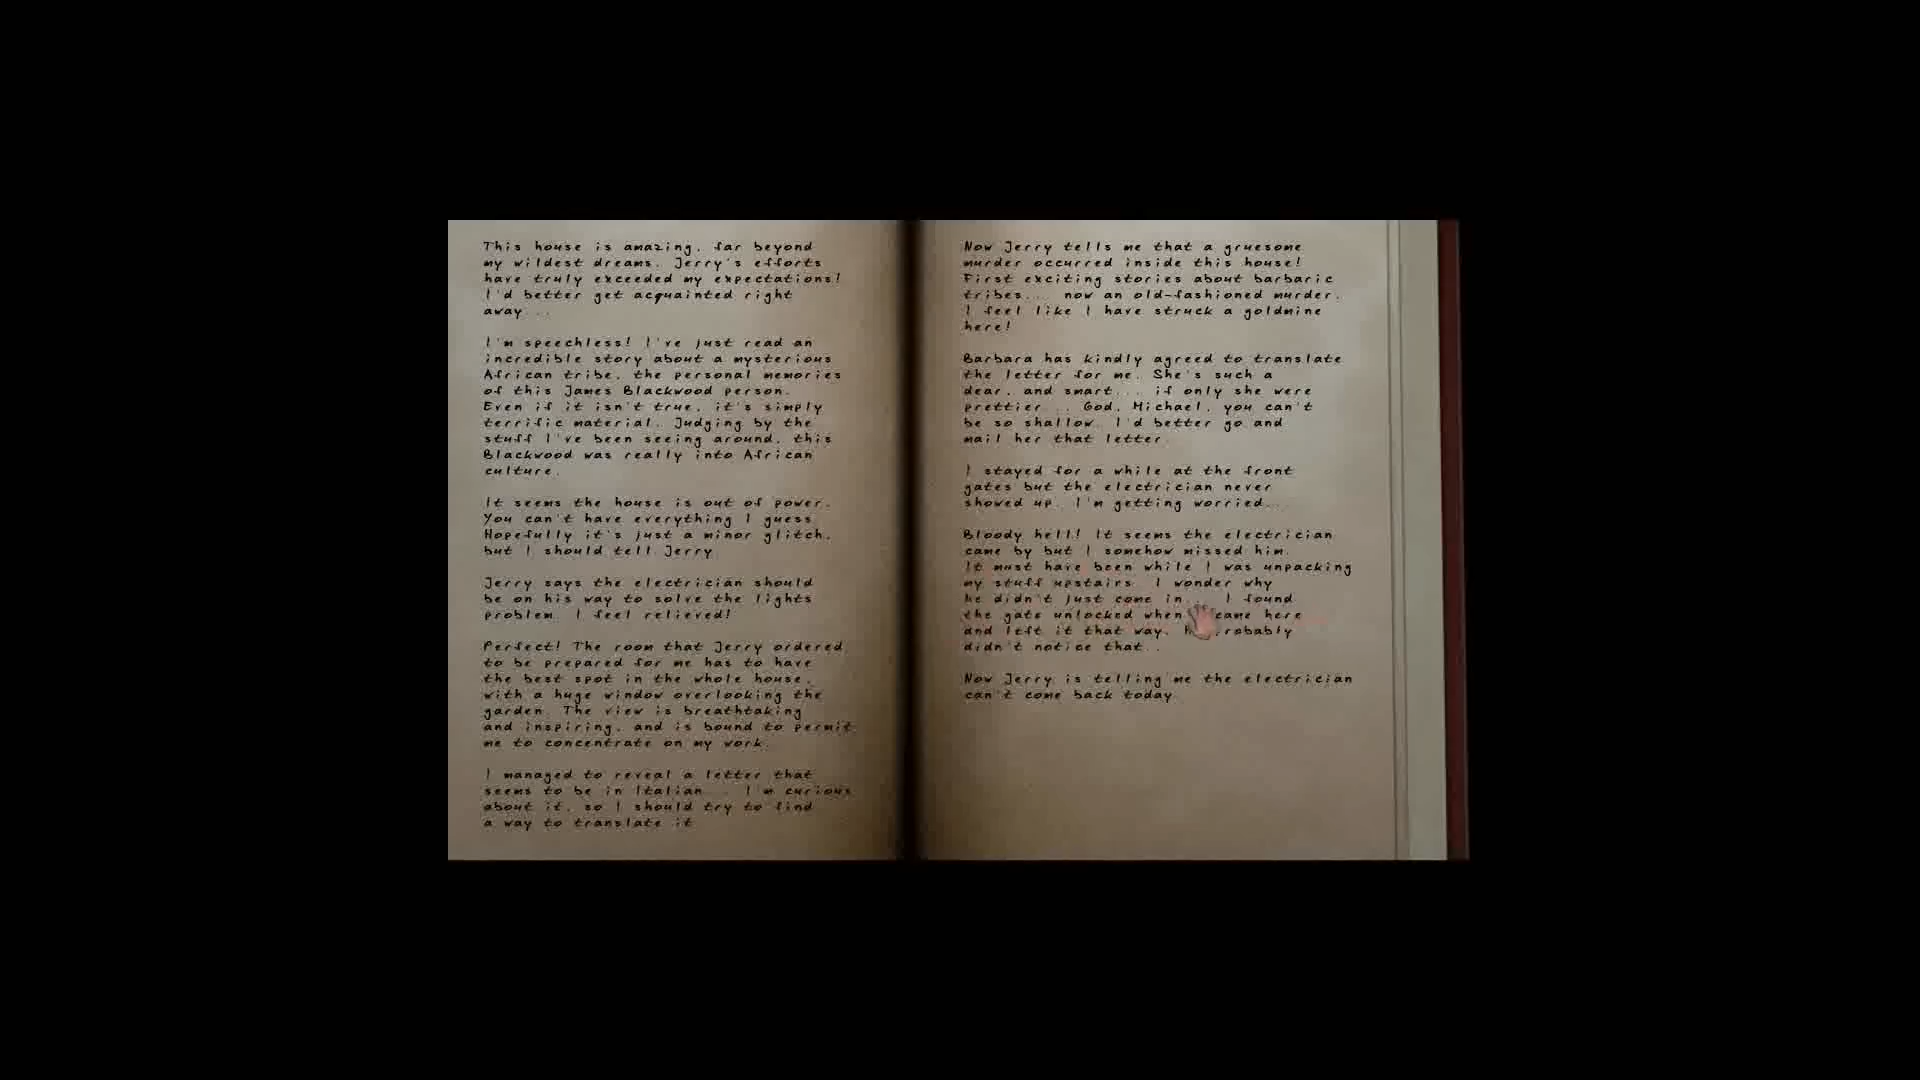 This house is amazing, far beyond
my wildest dreams. Jerry's efforts
have truly exceeded my expectations!
I'd better get acquainted right
away...
I'm speechless! I've just read an
incredible story about a mysterious
African tribe, the personal memories
of this James Blackwood person.
Even if it isn't true, it's simply
terrific material. Judging by the
stuff I've been seeing around, this
Blackwood was really into African
culture.
It seems the house is out of power.
You can't have everything I guess
Hopefully it's just a minor glitch,
but I should tell Jerry
Jerry says the electrician should
be on his way to solve the lights
problem. I feel relieved!
Perfect! The room that Jerry ordered
to be prepared for me has to have
the best spot in the whole house,
with a huge window overlooking the
garden. The view is breathtaking
and inspiring, and is bound to permit
me to concentrate on my work.
I managed to reveal a letter that
seems to be in Italian... I'm curious
about it, so I should try to find
a way to translate it
Now Jerry tells me that a gruesome
murder occurred inside this house!
First exciting stories about barbaric
tribes... now an old-fashioned murder.
I feel like I have struck a goldmine
here!
Barbara has kindly agreed to translate
the letter for me. She's such a
dear, and smart... if only she were
prettier... God, Michael, you can't
be so shallow. I'd better go and
mail her that letter.
I stayed for a while at the front
gates but the electrician never
showed up. I'm getting worried...
Bloody hell! It seems the electrician
came by but I somehow missed him.
It must have been while I was unpacking
my stuff upstairs. I wonder why
he didn't just come in... I found
the gate unlocked when came here
and left it that way.
didn't notice that...
Now Jerry is telling me the electrician
can't come back today.